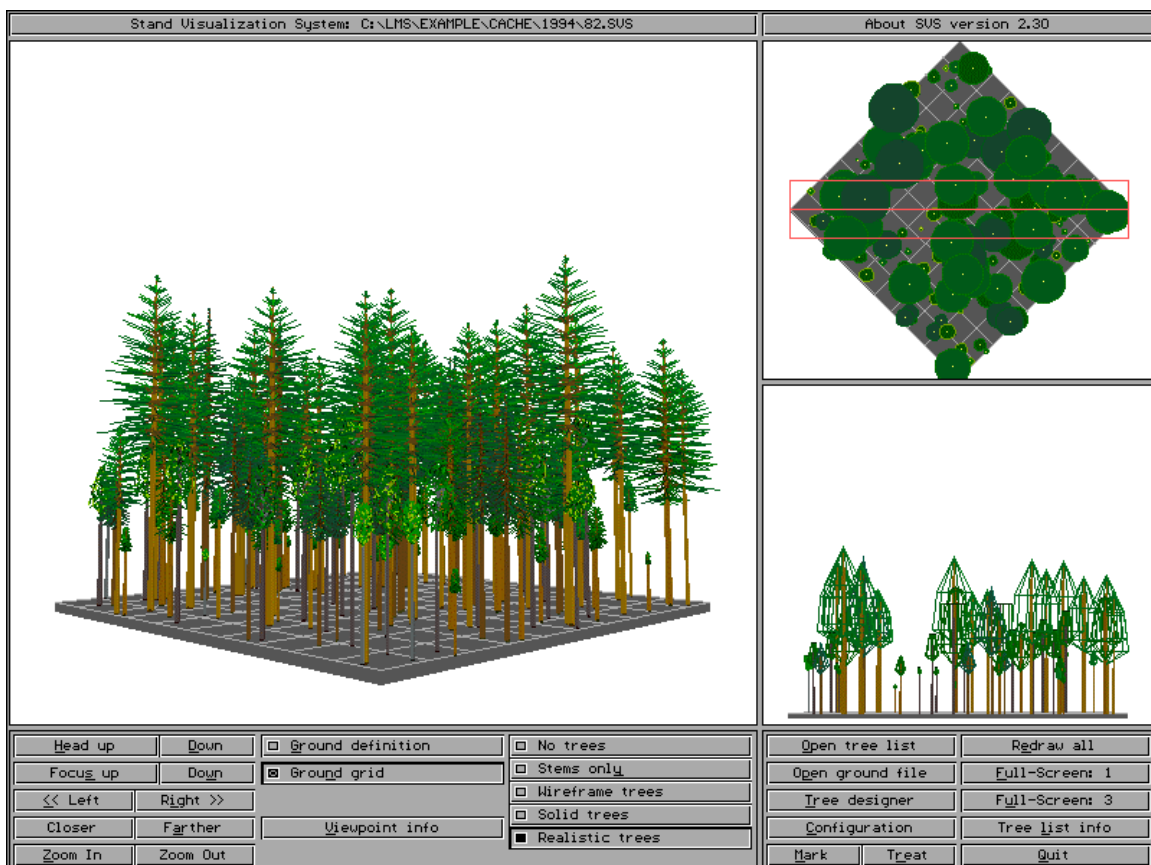 Stand Visualization System: C:\LMS\EXAMPLE\CACHE\1994\82.SVS
About SVS version 2.30
Head up
Down
Ground definition
No trees
Open tree list
Redraw all
Focus up
Down
Ground grid
Stems only
Open ground file
Full-Screen: 1
<< Left
Right >>
Wireframe trees
Tree designer
Full-Screen: 3
Closer
Farther
Viewpoint info
Solid trees
Configuration
Tree list info
Zoom In
Zoom Out
Realistic trees
Mark
Treat
Quit